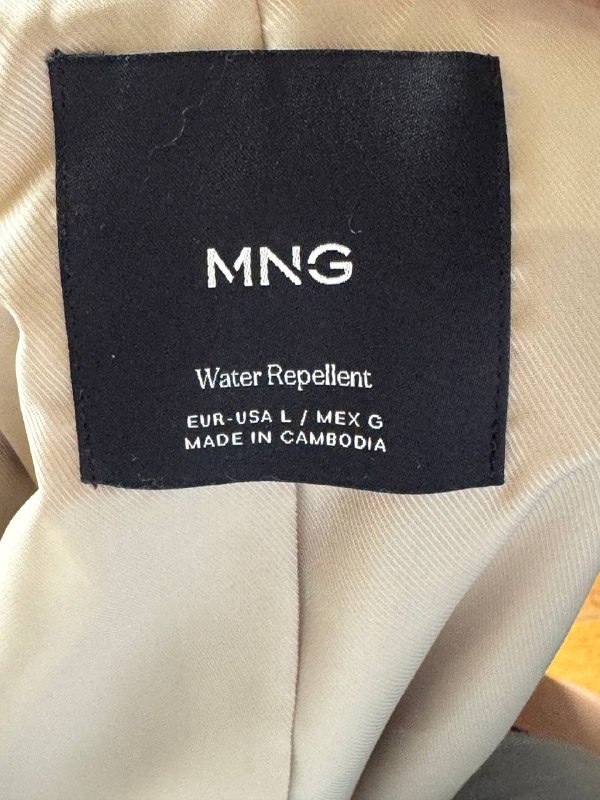 MNG
Water Repellent
EUR-USA L / MEX G
MADE IN CAMBODIA